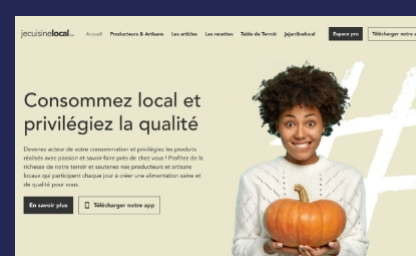 jecuisinelocal
Accueil Producteurs & Artisans Les articles Les recettes Table de Terroir Jejardinelocal Espace pro Télécharger notre
Consommez local et
privilégiez la qualité
Devenez acteur de votre consommation et privilégiez les produits
réalisés avec passion et savoir-faire près de chez vous ! Profitez de la
richesse de notre terroir et soutenez nos producteurs et artisans
locaux qui participent chaque jour à créer une alimentation saine et
de qualité pour vous.
En savoir plus Télécharger notre app